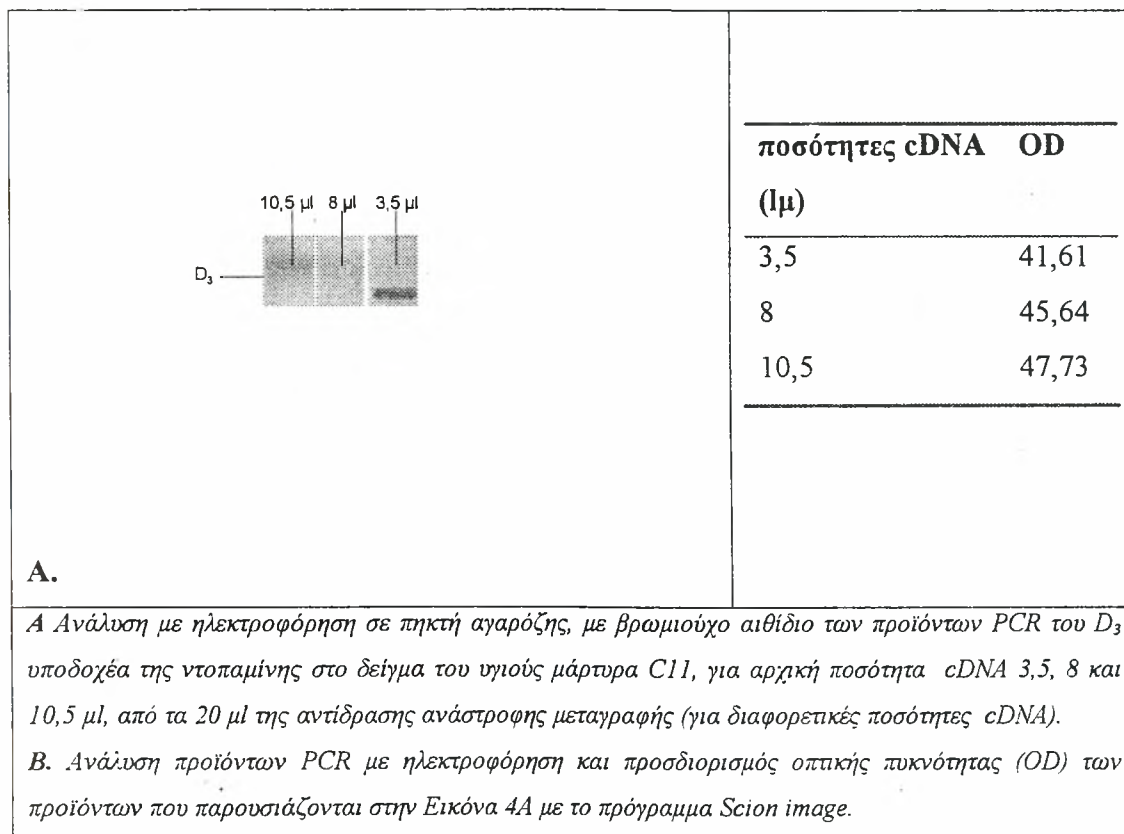 10,5 μl 8 μl 3,5 μl
D₃
A.
ποσότητες cDNA OD
(lμ)
3,5 41,61
8 45,64
10,5 47,73
A Ανάλυση με ηλεκτροφόρηση σε πηκτή αγαρόζης, με βρωμιούχο αιθίδιο των προϊόντων PCR του D₃
υποδοχέα της ντοπαμίνης στο δείγμα του υγιούς μάρτυρα C11, για αρχική ποσότητα cDNA 3,5, 8 και
10,5 μl, από τα 20 μl της αντίδρασης ανάστροφης μεταγραφής (για διαφορετικές ποσότητες cDNA).
B. Ανάλυση προϊόντων PCR με ηλεκτροφόρηση και προσδιορισμός οπτικής πυκνότητας (OD) των
προϊόντων που παρουσιάζονται στην Εικόνα 4A με το πρόγραμμα Scion image.